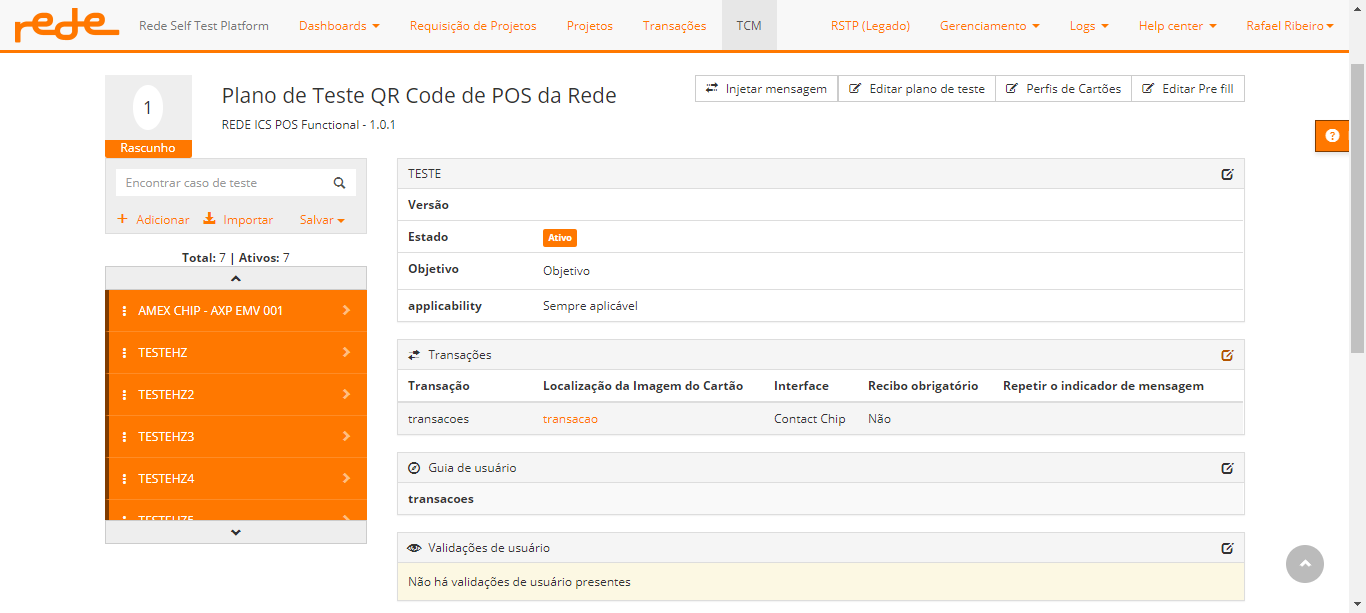 rede Rede Self Test Platform Dashboards Requisição de Projetos Projetos Transações TCM RSTP (Legado) Gerenciamento Logs Help center Rafael Ribeiro
1
Rascunho
Plano de Teste QR Code de POS da Rede
REDE ICS POS Functional - 1.0.1
Injetar mensagem Editar plano de teste Perfis de Cartões Editar Pre fill
?
Encontrar caso de teste
+ Adicionar Importar Salvar
Total: 7 | Ativos: 7
AMEX CHIP - AXP EMV 001
TESTEHZ
TESTEHZ2
TESTEHZ3
TESTEHZ4
TESTEHZ5
TESTE
Versão
Estado Ativo
Objetivo Objetivo
applicability Sempre aplicável
Transações
Transação Localização da Imagem do Cartão Interface Recibo obrigatório Repetir o indicador de mensagem
transacoes transacao Contact Chip Não
Guia de usuário
transacoes
Validações de usuário
Não há validações de usuário presentes